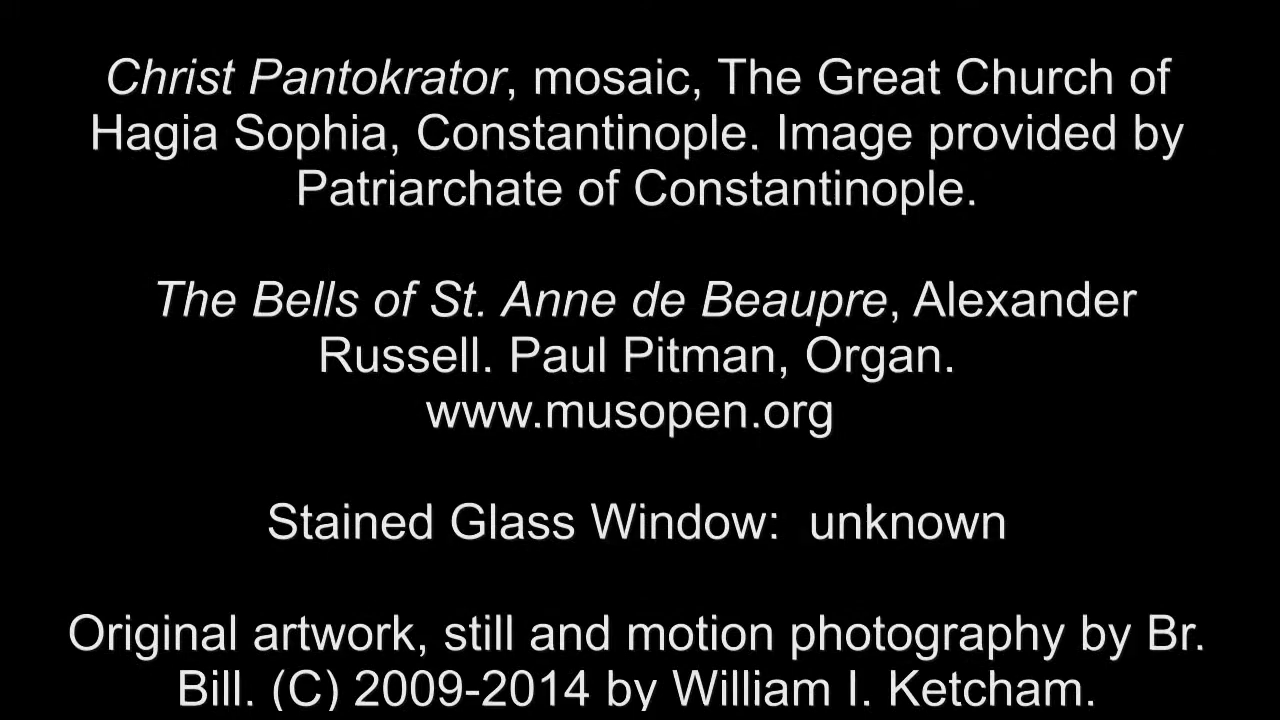 Christ Pantokrator, mosaic, The Great Church of
Hagia Sophia, Constantinople. Image provided by
Patriarchate of Constantinople.
The Bells of St. Anne de Beaupre, Alexander
Russell. Paul Pitman, Organ.
www.musopen.org
Stained Glass Window:  unknown
Original artwork, still and motion photography by Br.
Bill. (C) 2009-2014 by William I. Ketcham.